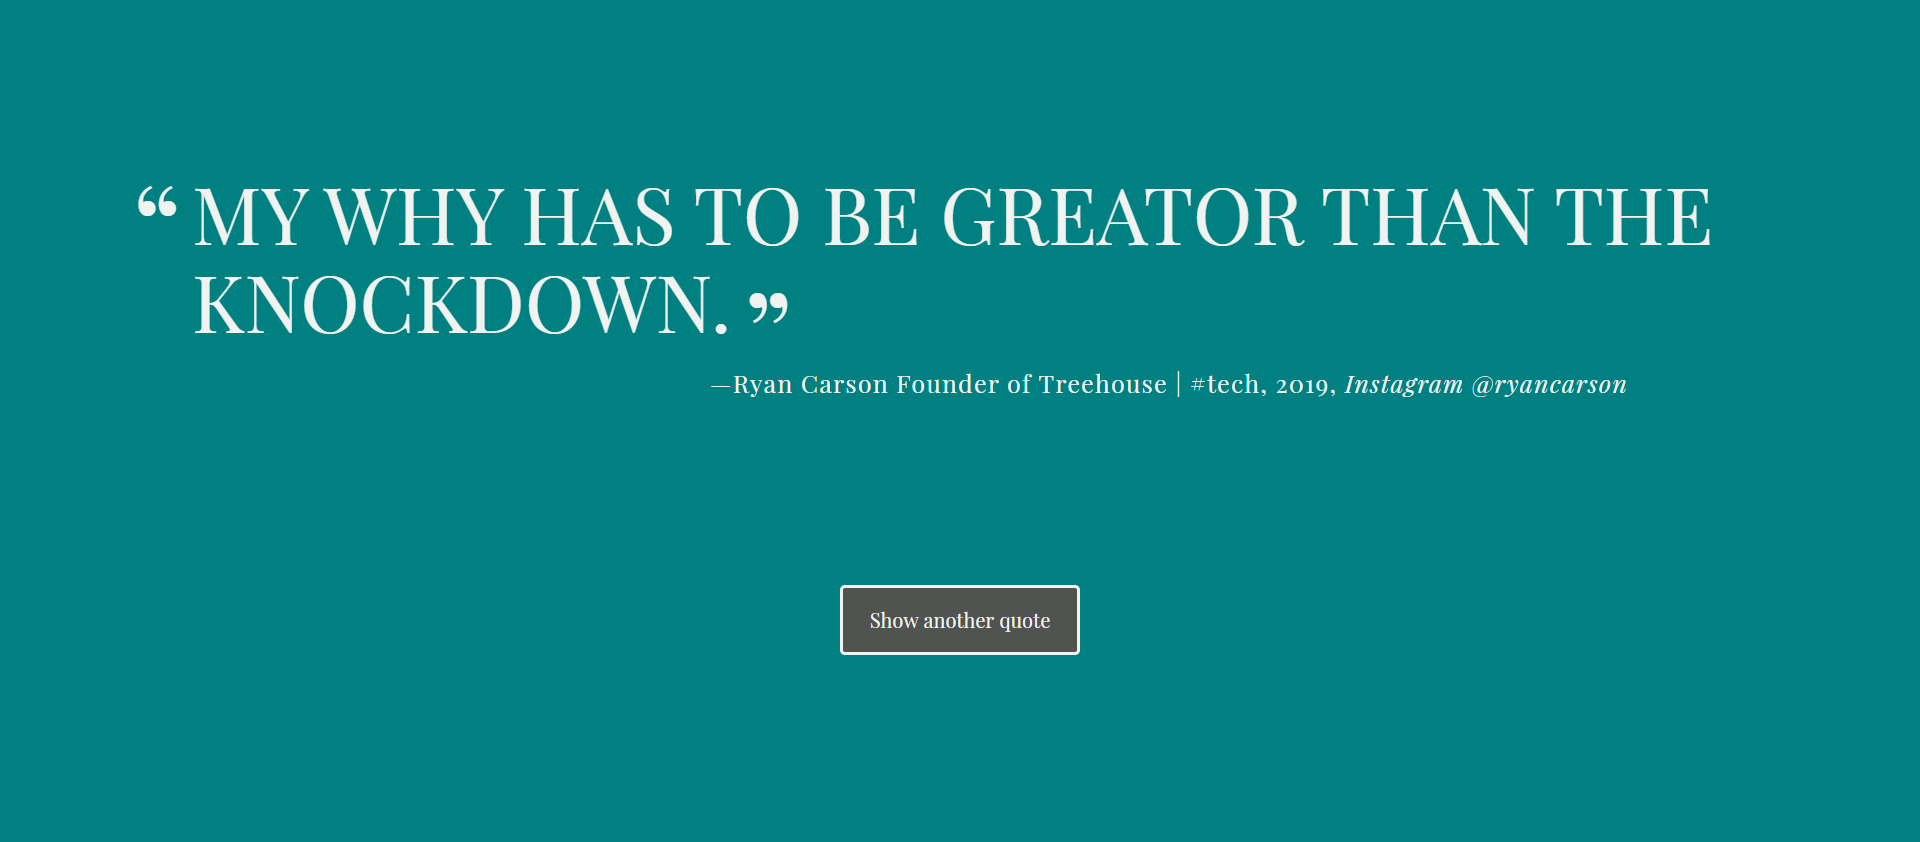 “ MY WHY HAS TO BE GREATOR THAN THE
KNOCKDOWN. ”
—Ryan Carson Founder of Treehouse | #tech, 2019, Instagram @ryancarson
Show another quote